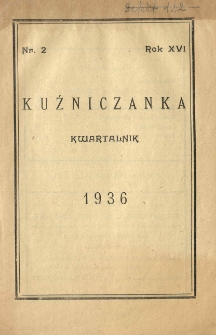 Nr. 2 Rok XVI
KUŹNICZANKA
KWARTALNIK
1936